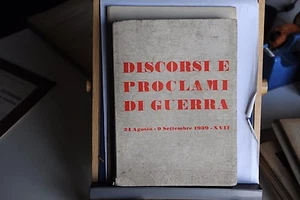 DISCORSI E
PROCLAMI
DI GUERRA
24 Agosto - 9 Settembre 1939 - XVII